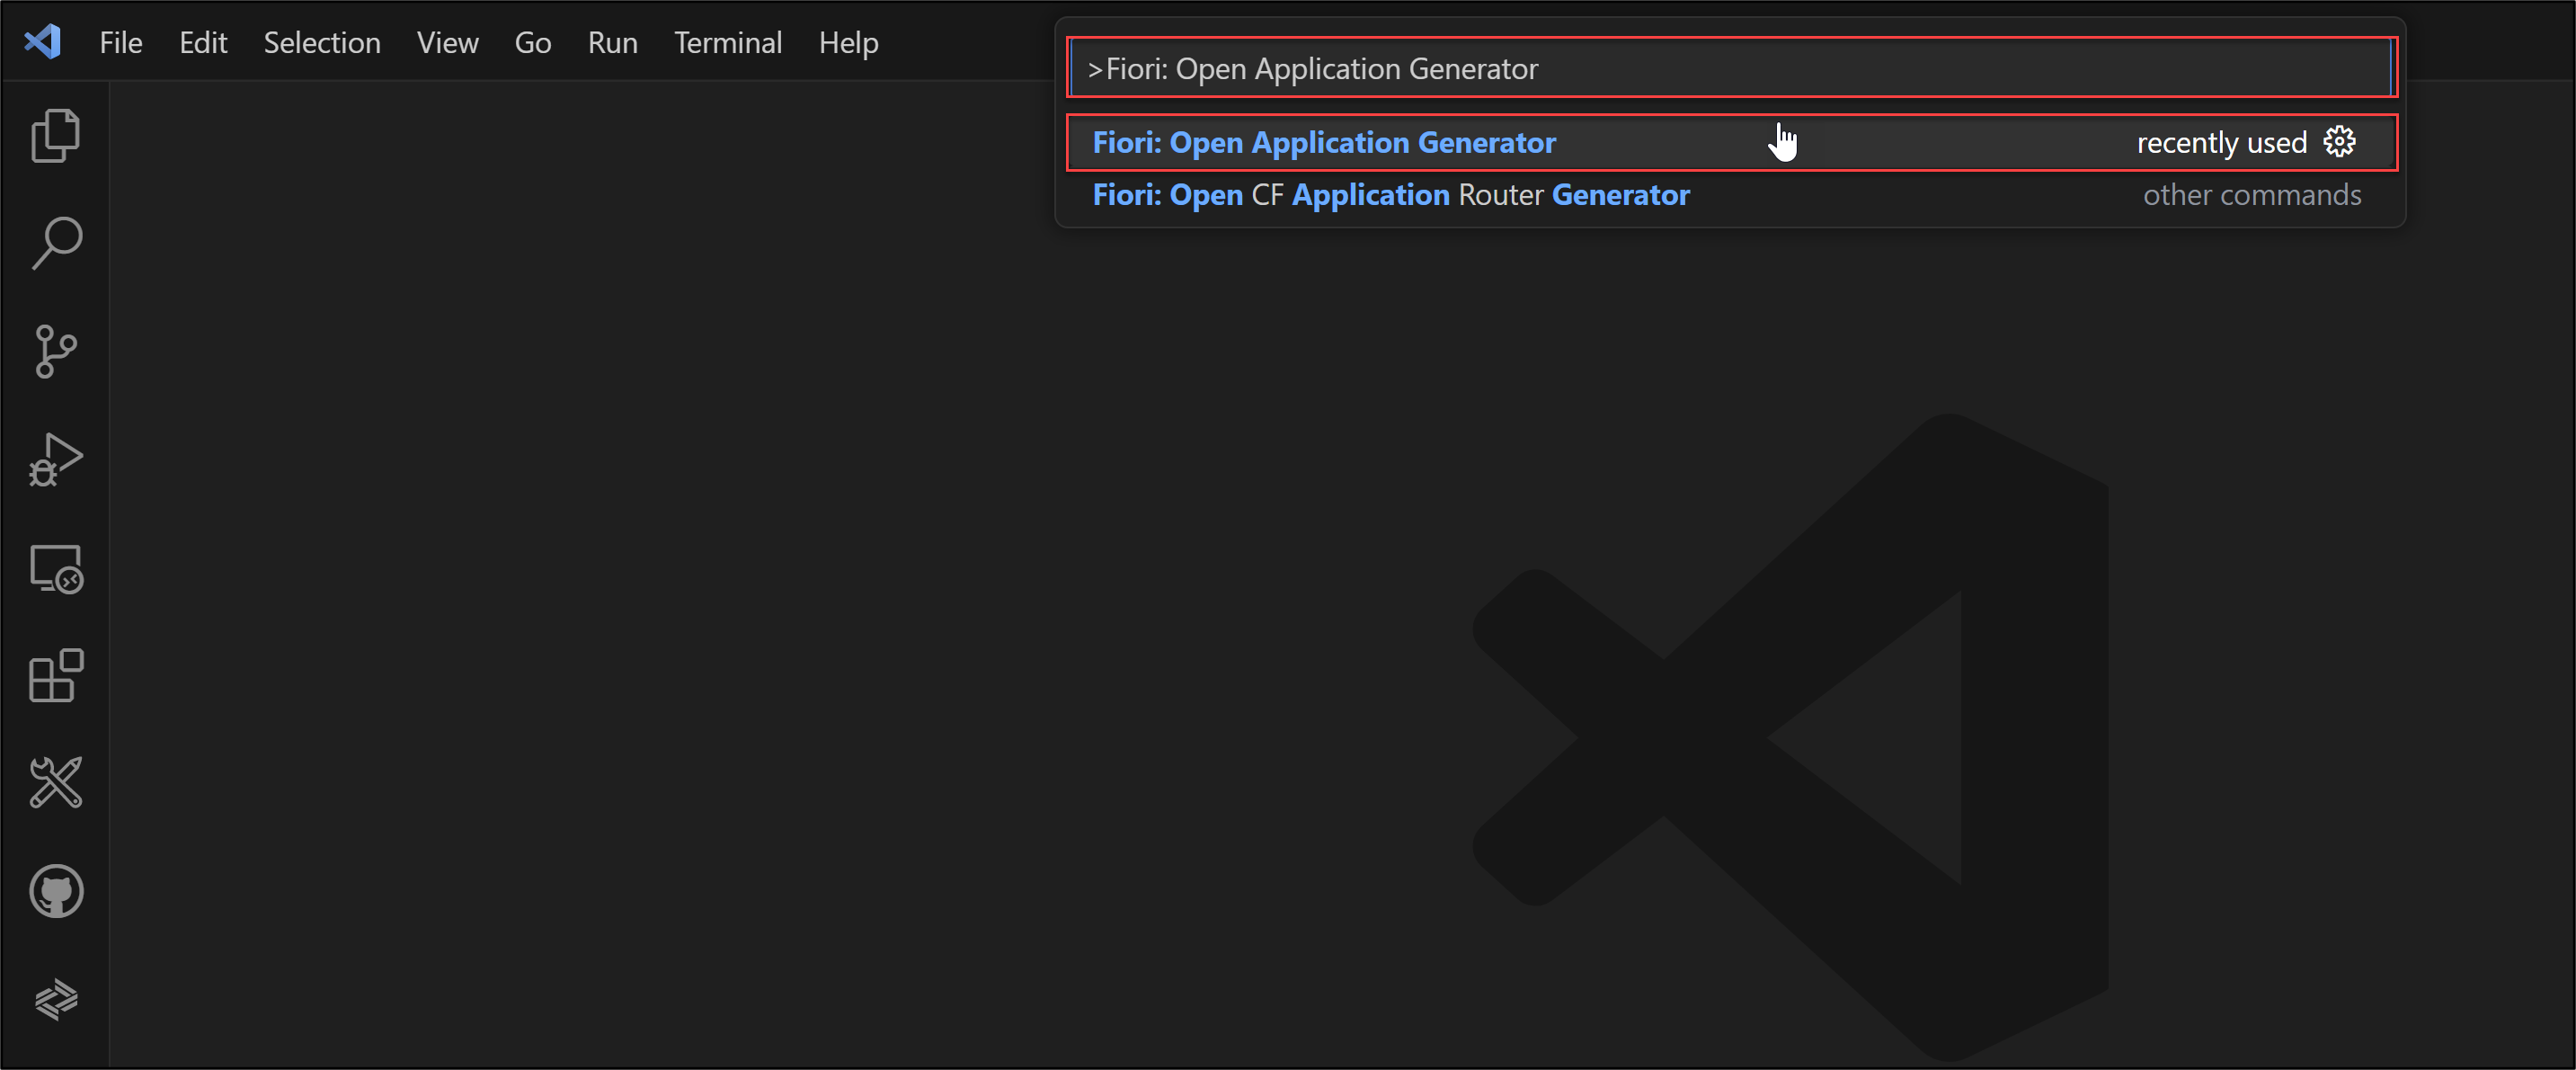 File Edit Selection View Go Run Terminal Help
>Fiori: Open Application Generator
Fiori: Open Application Generator recently used
Fiori: Open CF Application Router Generator other commands